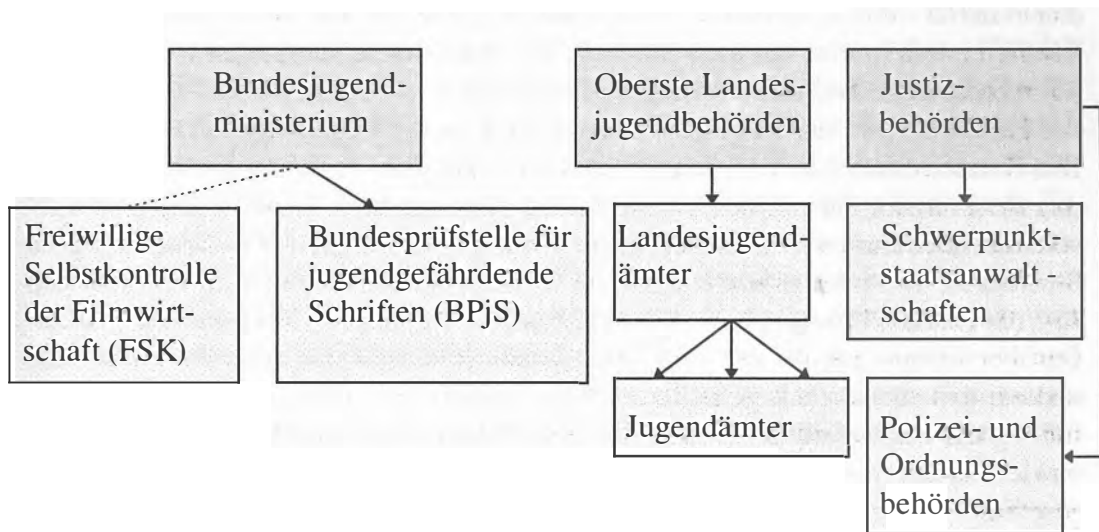 Bundesjugend-
ministerium
Oberste Landes-
jugendbehörden
Justiz-
behörden
Freiwillige
Selbstkontrolle
der Filmwirt-
schaft (FSK)
Bundesprüfstelle für
jugendgefährdende
Schriften (BPjS)
Landesjugend-
ämter
Schwerpunkt-
staatsanwalt -
schaften
Jugendämter
Polizei- und
Ordnungs-
behörden